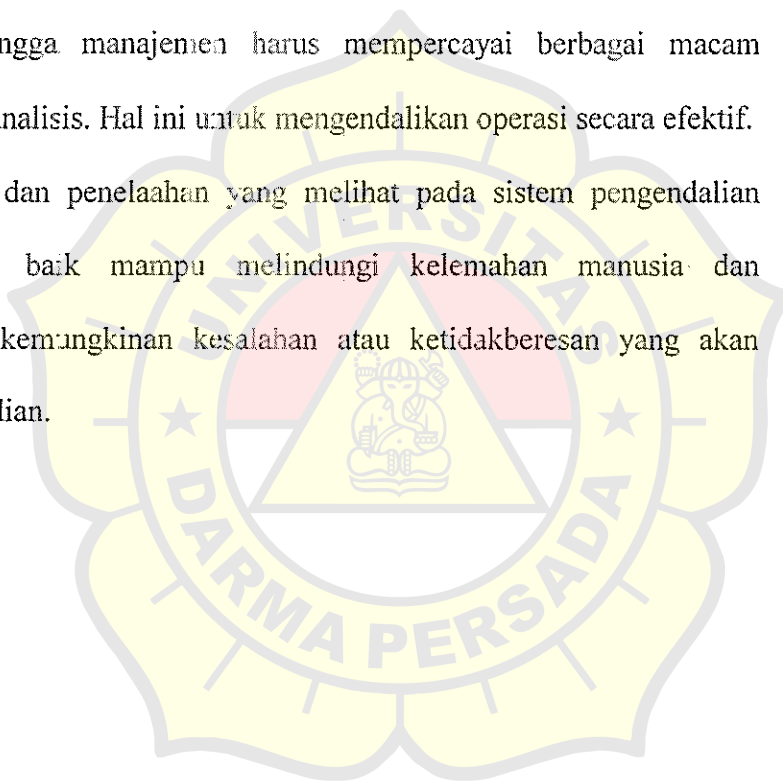 ngga manajemen harus mempercayai berbagai macam
analisis. Hal ini untuk mengendalikan operasi secara efektif.
dan penelaahan yang melihat pada sistem pengendalian
baik mampu melindungi kelemahan manusia dan
kemungkinan kesalahan atau ketidakberesan yang akan
lian.
UNIVERSITAS
DARMA PERSADA